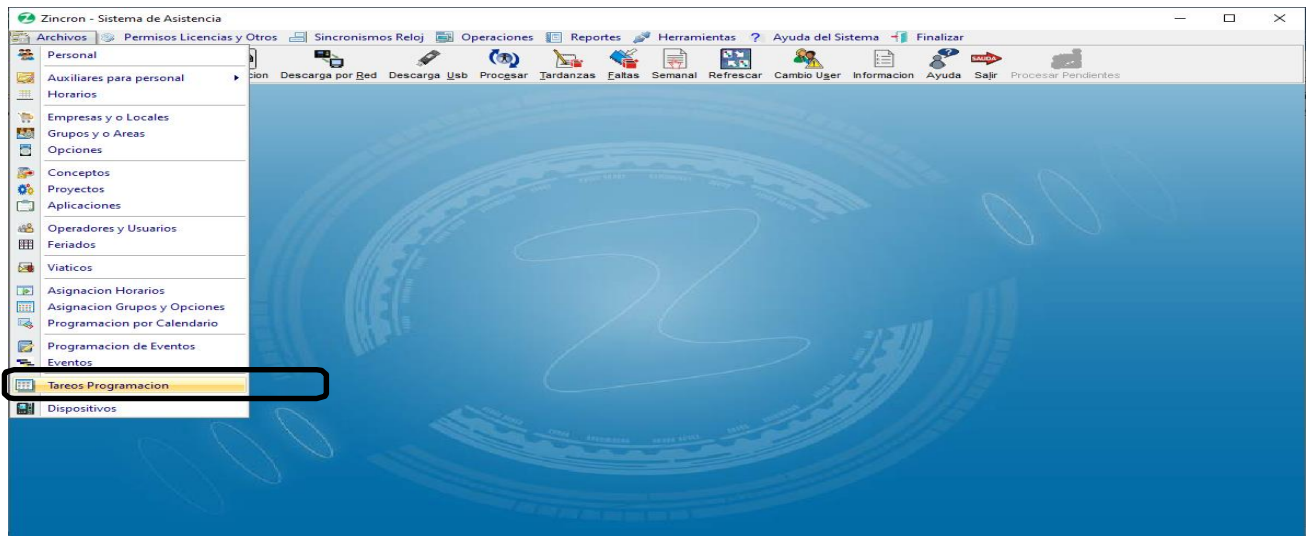 Zincron - Sistema de Asistencia
Archivos Permisos Licencias y Otros Sincronismos Reloj Operaciones Reportes Herramientas ? Ayuda del Sistema Finalizar
cion Descarga por Red Descarga Usb Procesar Tardanzas Faltas Semanal Refrescar Cambio User Informacion Ayuda Salir Procesar Pendientes
Personal
Auxiliares para personal
Horarios
Empresas y o Locales
Grupos y o Areas
Opciones
Conceptos
Proyectos
Aplicaciones
Operadores y Usuarios
Feriados
Viaticos
Asignacion Horarios
Asignacion Grupos y Opciones
Programacion por Calendario
Programacion de Eventos
Eventos
Tareos Programacion
Dispositivos